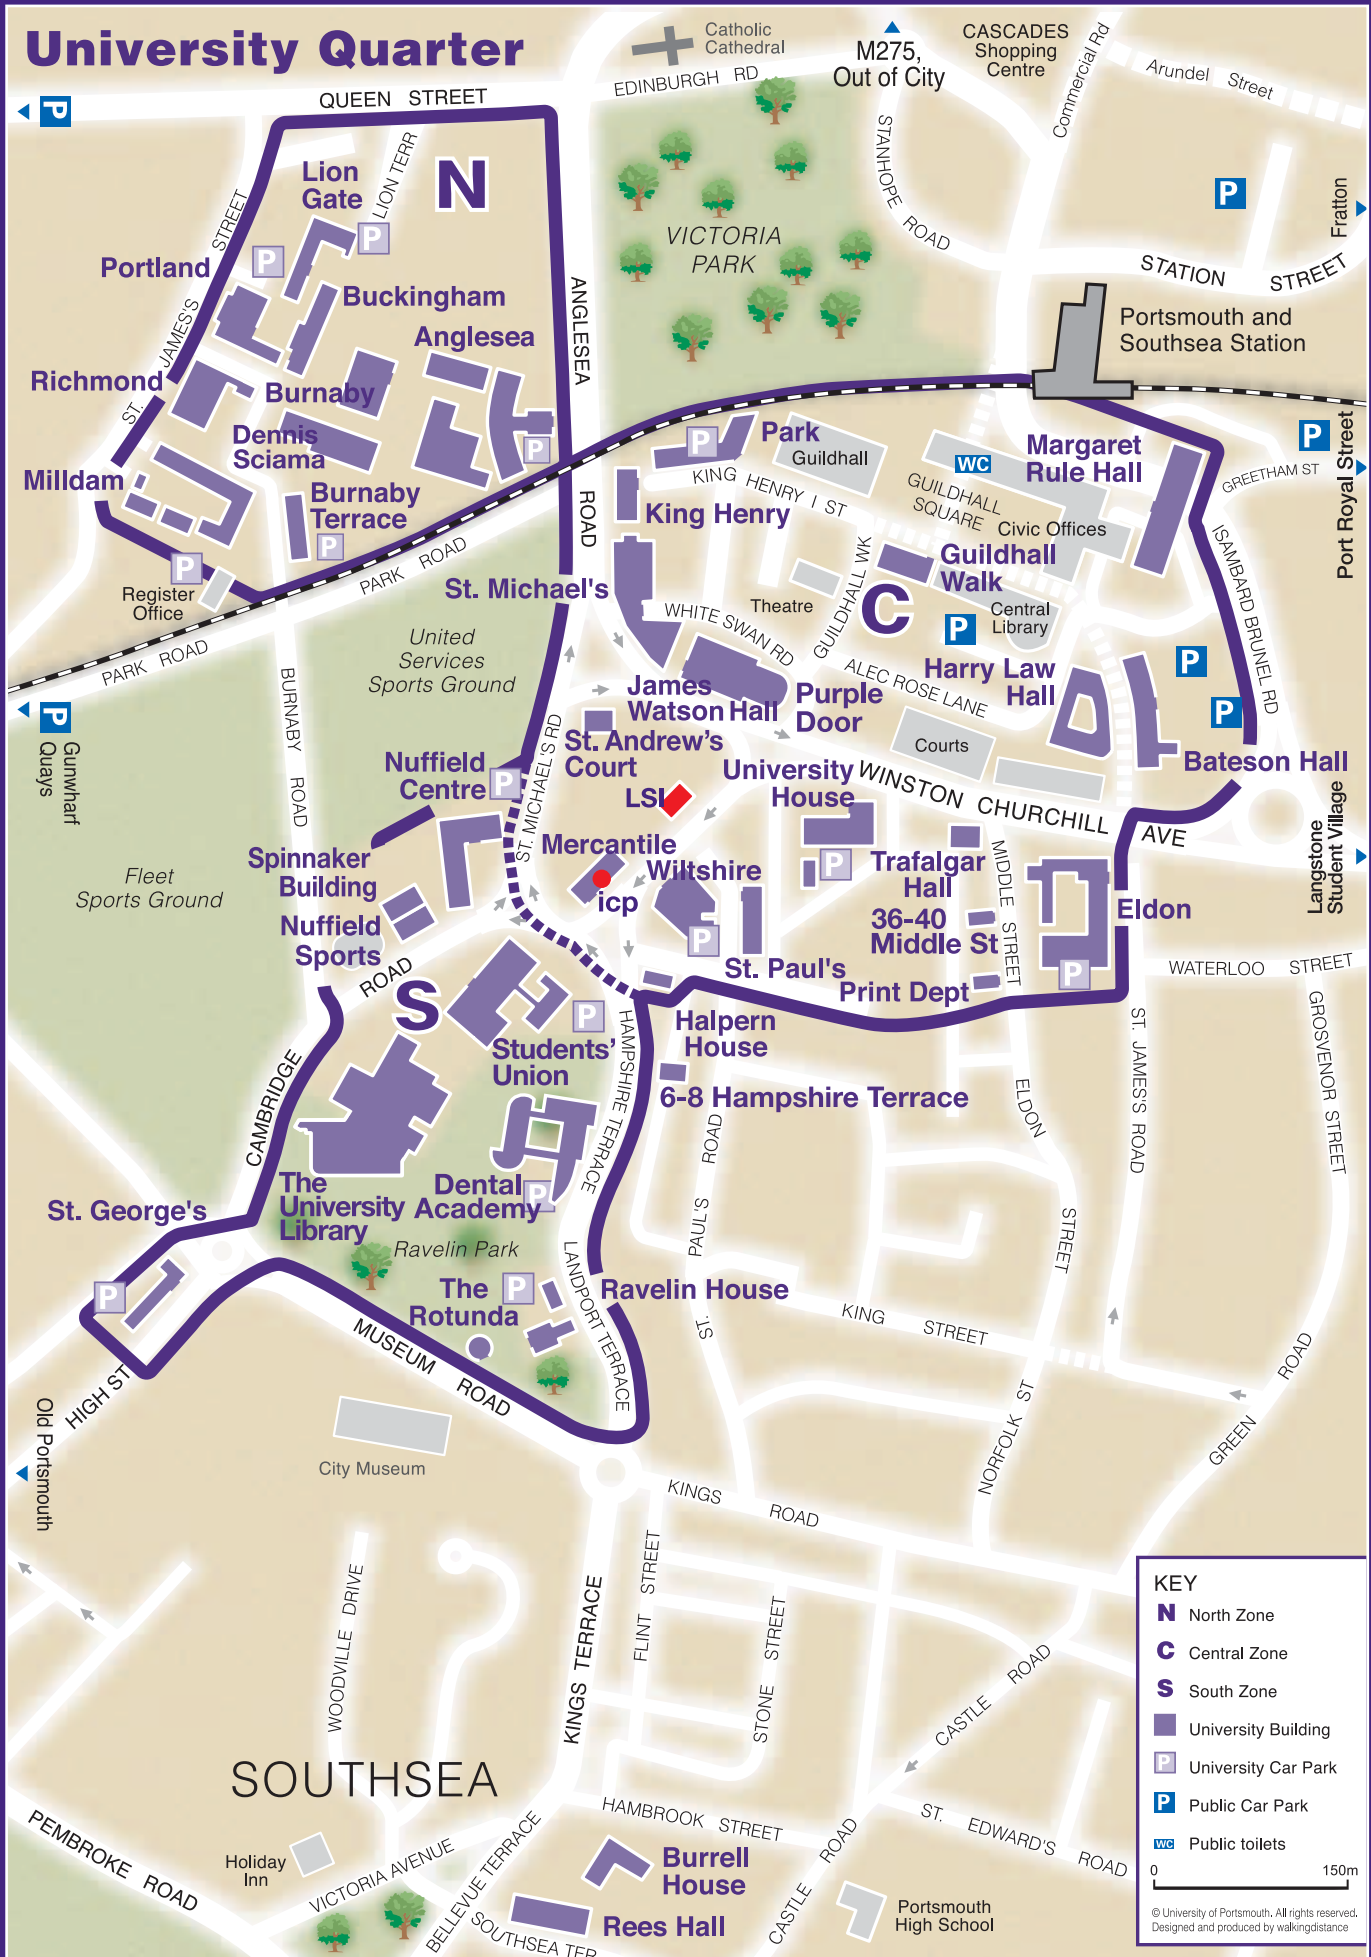 University Quarter
Catholic
Cathedral
M275,
Out of City
CASCADES
Shopping
Centre
Commercial Rd
Arundel Street
EDINBURGH RD
QUEEN STREET
P
LION TERR
N
Lion
Gate
P
P
STANHOPE ROAD
P
Fratton
VICTORIA
PARK
STATION STREET
Portland
ST. JAMES'S STREET
Buckingham
Anglesea
ANGLESEA ROAD
Portsmouth and
Southsea Station
Richmond
Burnaby
Dennis
Sciama
P
Milldam
Burnaby
Terrace
P
P
Register
Office
PARK ROAD
PARK ROAD
Park
P
Guildhall
WC
Margaret
Rule Hall
P
GREETHAM ST
Port Royal Street
KING HENRY I ST
GUILDHALL
SQUARE
Civic Offices
King Henry
Guildhall
Walk
GUILDHALL WK
C
Theatre
Central
Library
P
ISAMBARD BRUNEL RD
St. Michael's
WHITE SWAN RD
United
Services
Sports Ground
ALEC ROSE LANE
Harry Law
Hall
P
P
James
Watson Hall
Purple
Door
Courts
Bateson Hall
P
Gunwharf
Quays
BURNABY ROAD
ST. MICHAEL'S RD
St. Andrew's
Court
Nuffield
Centre
P
LSI
University
House
WINSTON CHURCHILL AVE
Langstone
Student Village
Mercantile
icp
Wiltshire
P
P
Trafalgar
Hall
MIDDLE STREET
Spinnaker
Building
Fleet
Sports Ground
Nuffield
Sports
36-40
Middle St
Eldon
P
St. Paul's
Print Dept
WATERLOO STREET
CAMBRIDGE ROAD
S
P
Students'
Union
HAMPSHIRE TERRACE
Halpern
House
6-8 Hampshire Terrace
GROSVENOR STREET
ST. JAMES'S ROAD
ELDON STREET
ST. PAUL'S ROAD
The
University
Library
Dental
Academy
P
St. George's
P
Ravelin Park
The
Rotunda
P
Ravelin House
LANDPORT TERRACE
KING STREET
MUSEUM ROAD
HIGH ST
Old Portsmouth
City Museum
NORFOLK ST
GREEN ROAD
KINGS ROAD
WOODVILLE DRIVE
KINGS TERRACE
FLINT STREET
STONE STREET
CASTLE ROAD
SOUTHSEA
PEMBROKE ROAD
Holiday
Inn
VICTORIA AVENUE
BELLEVUE TERRACE
HAMBROOK STREET
ST. EDWARD'S ROAD
CASTLE ROAD
Burrell
House
Rees Hall
SOUTHSEA TER
Portsmouth
High School
KEY
N North Zone
C Central Zone
S South Zone
University Building
P University Car Park
P Public Car Park
WC Public toilets
0 150m
© University of Portsmouth. All rights reserved.
Designed and produced by walkingdistance